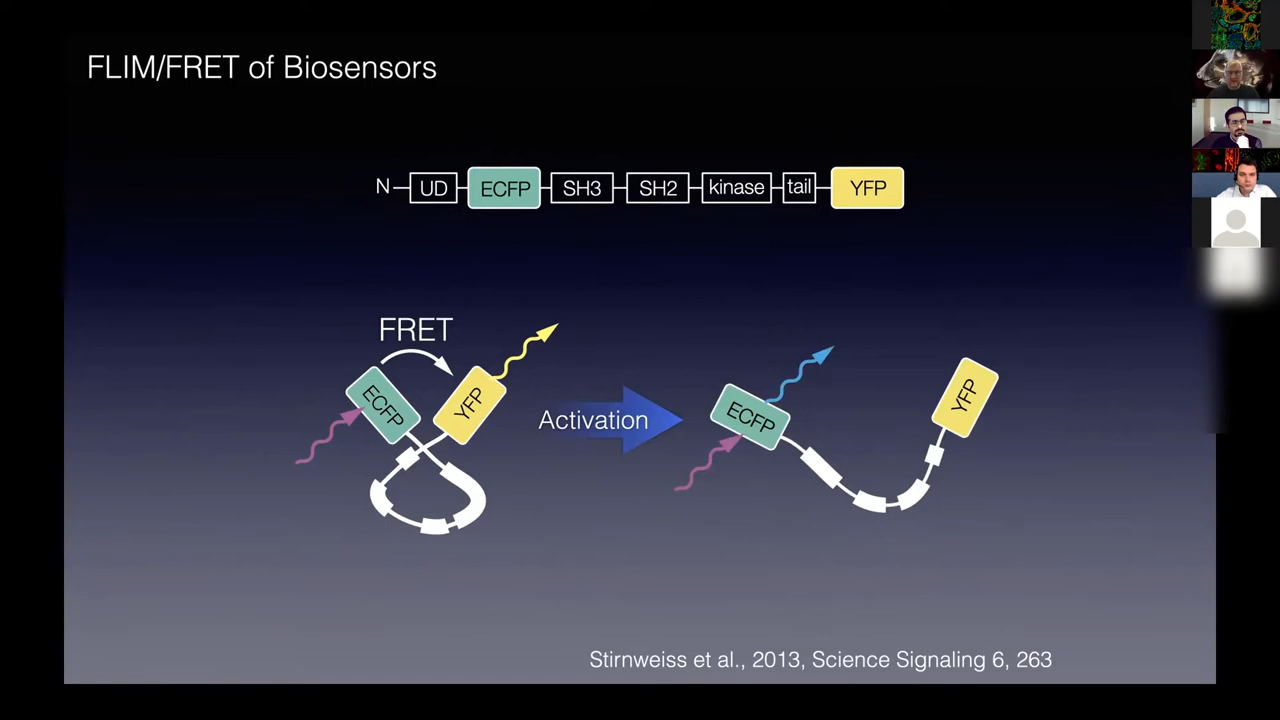 FLIM/FRET of Biosensors
N UD ECFP SH3 SH2 kinase tail YFP
FRET
ECFP YFP
Activation
ECFP YFP
Stirnweiss et al., 2013, Science Signaling 6, 263